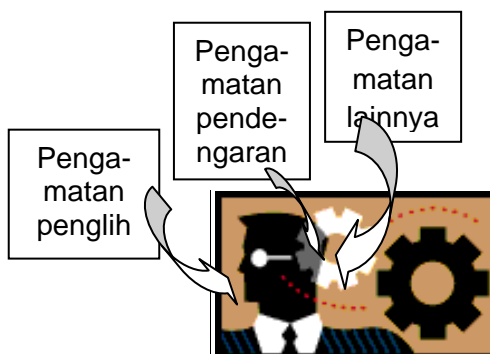 Penga-
matan
penglih
Penga-
matan
pende-
ngaran
Penga-
matan
lainnya